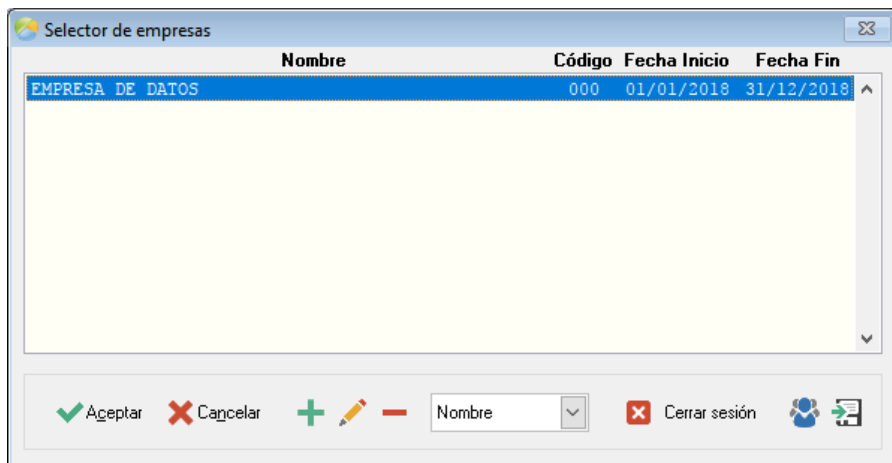 Selector de empresas
Nombre Código Fecha Inicio Fecha Fin
EMPRESA DE DATOS 000 01/01/2018 31/12/2018
Aceptar Cancelar Nombre Cerrar sesión